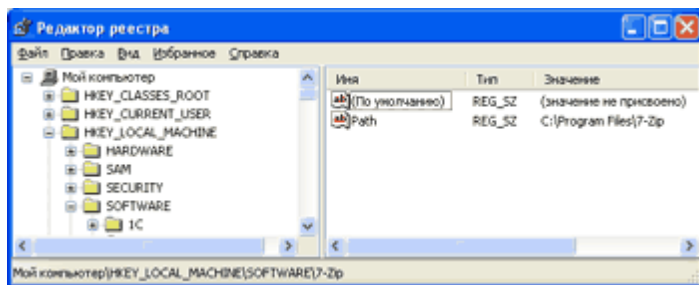 Редактор реестра
Файл Правка Вид Избранное Справка
Мой компьютер
HKEY_CLASSES_ROOT
HKEY_CURRENT_USER
HKEY_LOCAL_MACHINE
HARDWARE
SAM
SECURITY
SOFTWARE
1C
Имя Тип Значение
(По умолчанию) REG_SZ (значение не присвоено)
Path REG_SZ C:\Program Files\7-Zip
Мой компьютер\HKEY_LOCAL_MACHINE\SOFTWARE\7-Zip